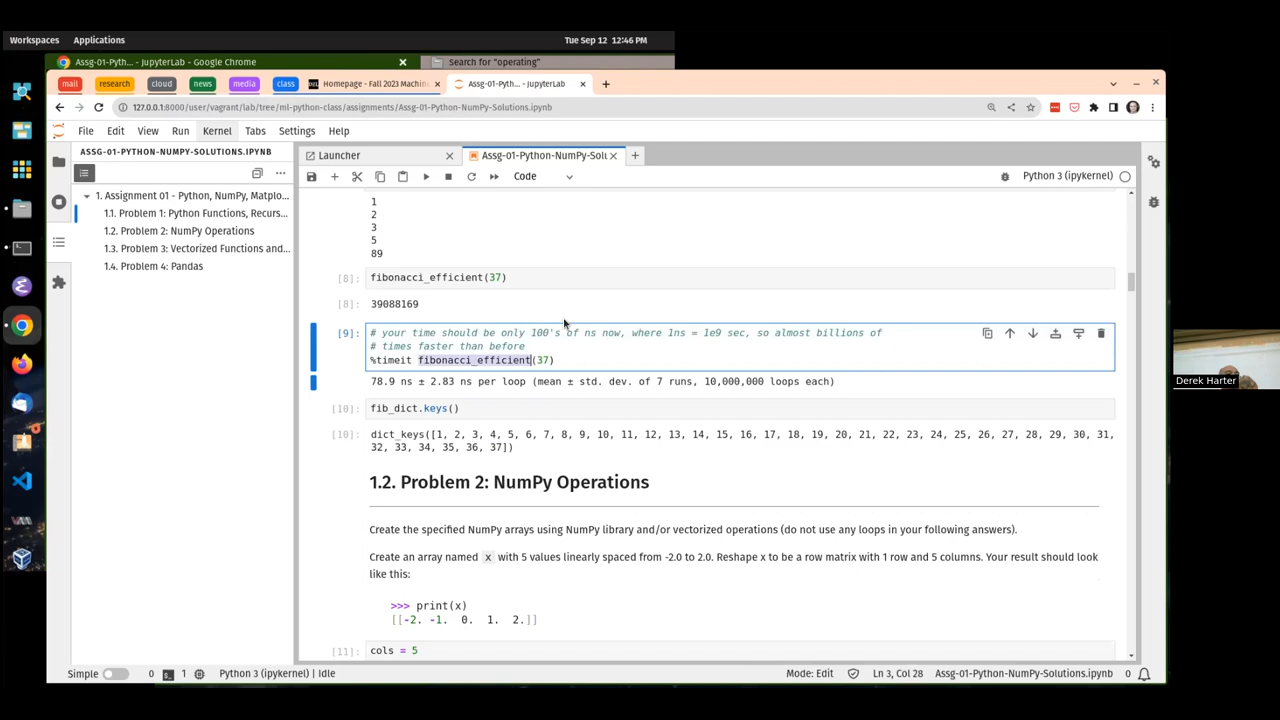 Workspaces Applications Tue Sep 12 12:46 PM
Assg-01-Pyth... - JupyterLab - Google Chrome
Search for "operating"
mail research cloud news media class Homepage - Fall 2023 Machin Assg-01-Pyth... - JupyterLab
127.0.0.1:8000/user/vagrant/lab/tree/ml-python-class/assignments/Assg-01-Python-NumPy-Solutions.ipynb
File Edit View Run Kernel Tabs Settings Help
ASSG-01-PYTHON-NUMPY-SOLUTIONS.IPYNB
Launcher
Assg-01-Python-NumPy-Solu
Code
Python 3 (ipykernel)
1. Assignment 01 - Python, NumPy, Matplo...
1.1. Problem 1: Python Functions, Recurs...
1.2. Problem 2: NumPy Operations
1.3. Problem 3: Vectorized Functions and...
1.4. Problem 4: Pandas
1
2
3
5
89
[8]: fibonacci_efficient(37)
[8]: 39088169
[9]: # your time should be only 100's of ns now, where 1ns = 1e9 sec, so almost billions of
# times faster than before
%timeit fibonacci_efficient(37)
78.9 ns ± 2.83 ns per loop (mean ± std. dev. of 7 runs, 10,000,000 loops each)
[10]: fib_dict.keys()
[10]: dict_keys([1, 2, 3, 4, 5, 6, 7, 8, 9, 10, 11, 12, 13, 14, 15, 16, 17, 18, 19, 20, 21, 22, 23, 24, 25, 26, 27, 28, 29, 30, 31,
32, 33, 34, 35, 36, 37])
1.2. Problem 2: NumPy Operations
Create the specified NumPy arrays using NumPy library and/or vectorized operations (do not use any loops in your following answers).
Create an array named x with 5 values linearly spaced from -2.0 to 2.0. Reshape x to be a row matrix with 1 row and 5 columns. Your result should look
like this:
>>> print(x)
[[-2. -1. 0. 1. 2.]]
[11]: cols = 5
Simple 0 1 Python 3 (ipykernel) | Idle Mode: Edit Ln 3, Col 28 Assg-01-Python-NumPy-Solutions.ipynb 0
Derek Harter